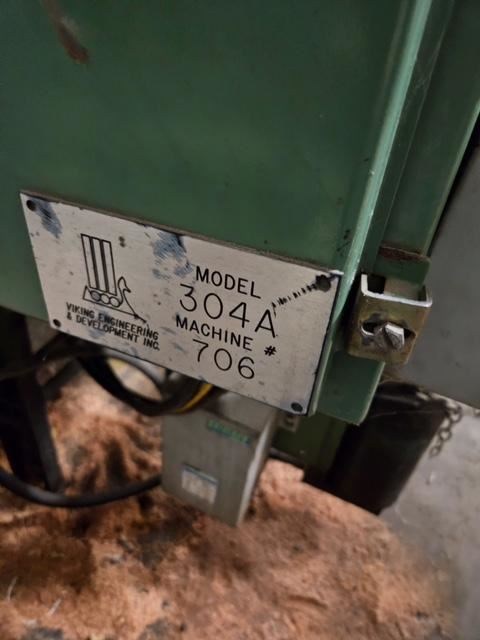 MODEL
304A
MACHINE #
706
VIKING ENGINEERING
& DEVELOPMENT INC.